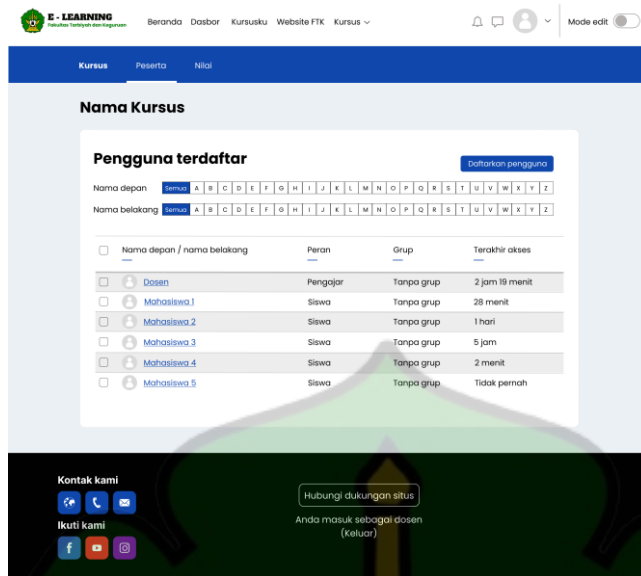 E - LEARNING
Fakultas Tarbiyah dan Keguruan
Beranda Dasbor Kursusku Website FTK Kursus
Mode edit
Kursus Peserta Nilai
Nama Kursus
Pengguna terdaftar
Daftarkan pengguna
Nama depan Semua A B C D E F G H I J K L M N O P Q R S T U V W X Y Z
Nama belakang Semua A B C D E F G H I J K L M N O P Q R S T U V W X Y Z
Nama depan / nama belakang Peran Grup Terakhir akses
Dosen Pengajar Tanpa grup 2 jam 19 menit
Mahasiswa 1 Siswa Tanpa grup 28 menit
Mahasiswa 2 Siswa Tanpa grup 1 hari
Mahasiswa 3 Siswa Tanpa grup 5 jam
Mahasiswa 4 Siswa Tanpa grup 2 menit
Mahasiswa 5 Siswa Tanpa grup Tidak pernah
Kontak kami
Hubungi dukungan situs
Ikuti kami
Anda masuk sebagai dosen
(Keluar)